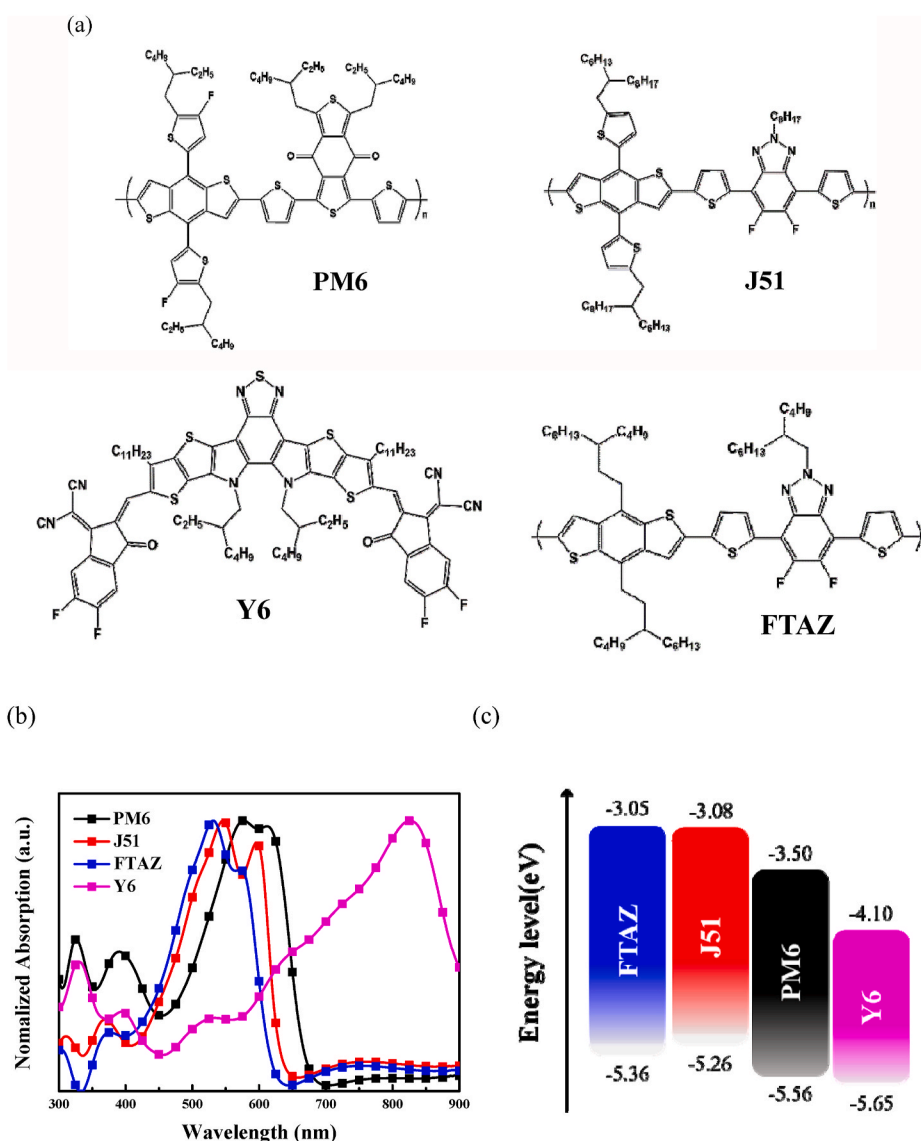 (a)
C4H9
C2H5
F
S
S
F
C2H5
C4H9
S
S
S
C4H9
C2H5
C2H5
C4H9
S
O
O
S
S
n
PM6
C6H13
C8H17
S
S
S
S
C8H17
C6H13
S
C8H17
N
N
N
F
F
S
n
J51
S
N
N
C11H23
S
S
C11H23
S
N
N
S
CN
CN
O
C2H5
C4H9
C2H5
C4H9
O
CN
CN
F
F
F
F
Y6
C6H13
C4H9
S
S
C4H9
C6H13
S
C4H9
C6H13
N
N
N
F
F
S
n
FTAZ
(b)
Nomalized Absorption (a.u.)
PM6
J51
FTAZ
Y6
300 400 500 600 700 800 900
Wavelength (nm)
(c)
Energy level(eV)
-3.05
FTAZ
-5.36
-3.08
J51
-5.26
-3.50
PM6
-5.56
-4.10
Y6
-5.65